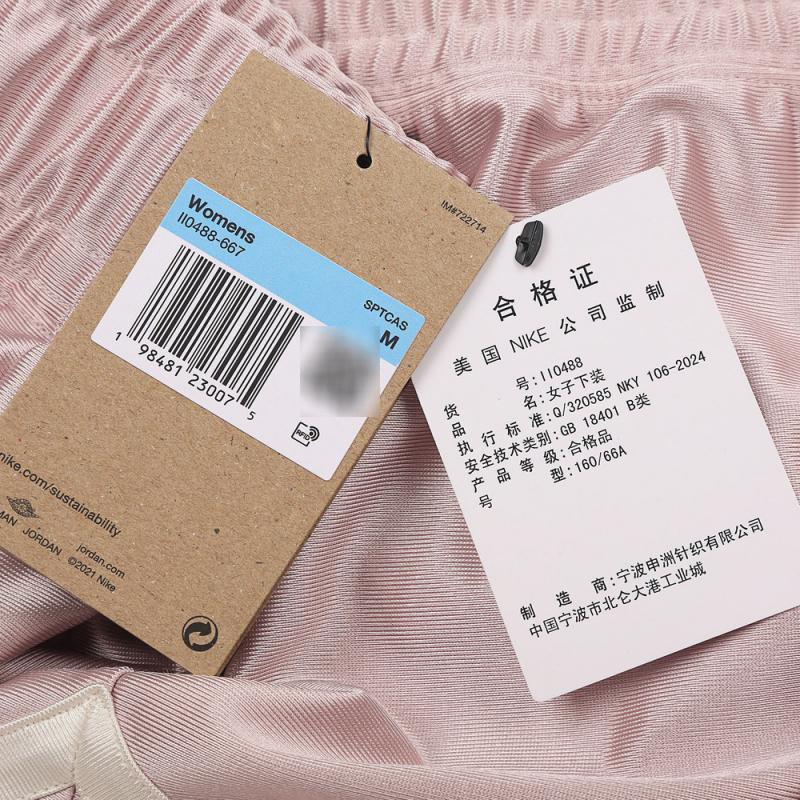 IM#722714
Womens
II0488-667
SPTCAS
M
1 98481 23007 5
RFID
nike.com/sustainability
JORDAN
jordan.com
©2021 Nike
合格证
美国 NIKE 公司监制
货号:II0488
品名:女子下装
执行标准:Q/320585 NKY 106-2024
安全技术类别:GB 18401 B类
产品等级:合格品
号型:160/66A
制造商:宁波申洲针织有限公司
中国宁波市北仑大港工业城